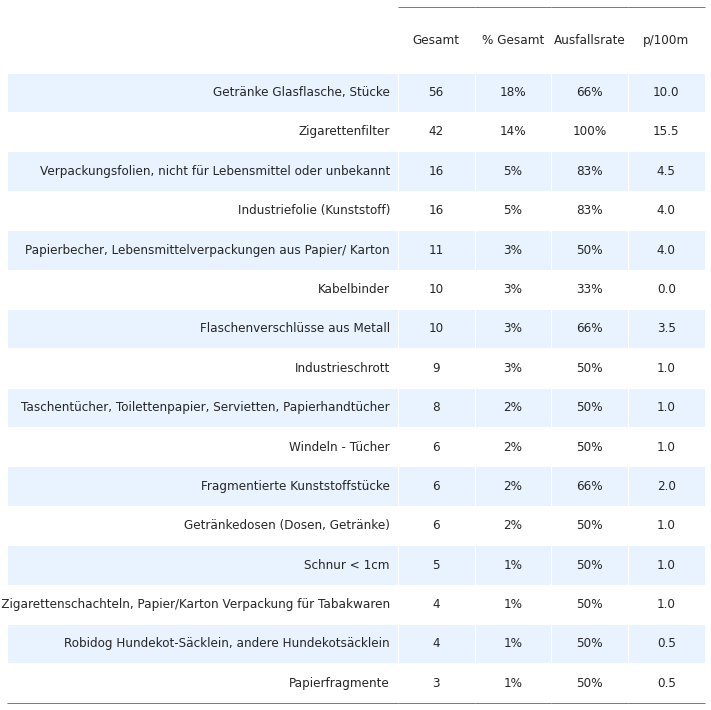 Gesamt % Gesamt Ausfallsrate p/100m
Getränke Glasflasche, Stücke 56 18% 66% 10.0
Zigarettenfilter 42 14% 100% 15.5
Verpackungsfolien, nicht für Lebensmittel oder unbekannt 16 5% 83% 4.5
Industriefolie (Kunststoff) 16 5% 83% 4.0
Papierbecher, Lebensmittelverpackungen aus Papier/ Karton 11 3% 50% 4.0
Kabelbinder 10 3% 33% 0.0
Flaschenverschlüsse aus Metall 10 3% 66% 3.5
Industrieschrott 9 3% 50% 1.0
Taschentücher, Toilettenpapier, Servietten, Papierhandtücher 8 2% 50% 1.0
Windeln - Tücher 6 2% 50% 1.0
Fragmentierte Kunststoffstücke 6 2% 66% 2.0
Getränkedosen (Dosen, Getränke) 6 2% 50% 1.0
Schnur < 1cm 5 1% 50% 1.0
Zigarettenschachteln, Papier/Karton Verpackung für Tabakwaren 4 1% 50% 1.0
Robidog Hundekot-Säcklein, andere Hundekotsäcklein 4 1% 50% 0.5
Papierfragmente 3 1% 50% 0.5